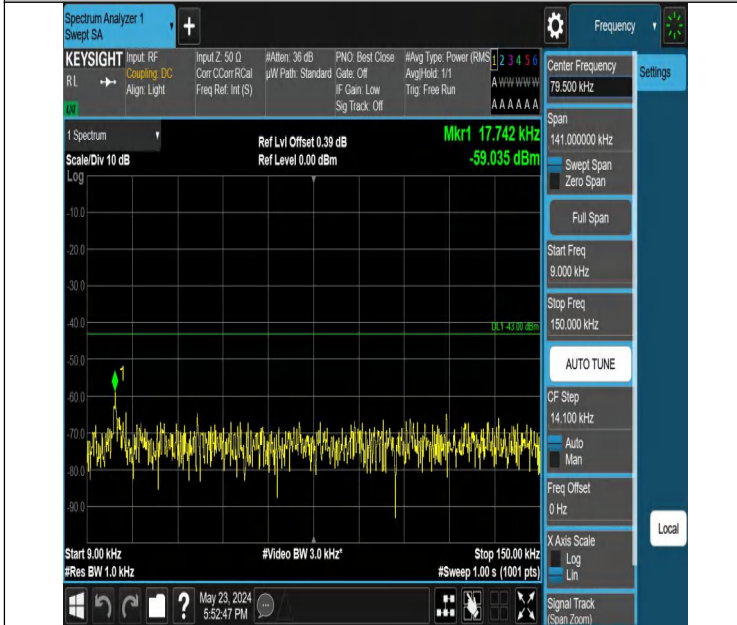 Spectrum Analyzer 1
Swept SA
+
Frequency
KEYSIGHT
RL
Input: RF
Coupling: DC
Align: Light
Input Z: 50 Ω
Corr CCorr RCal
Freq Ref: Int (S)
#Atten: 36 dB
µW Path: Standard
PNO: Best Close
Gate: Off
IF Gain: Low
Sig Track: Off
#Avg Type: Power (RMS
Avg|Hold: 1/1
Trig: Free Run
1 2 3 4 5 6
A W W W W W
A A A A A A
1 Spectrum
Scale/Div 10 dB
Log
Ref Lvl Offset 0.39 dB
Ref Level 0.00 dBm
Mkr1 17.742 kHz
-59.035 dBm
-10.0
-20.0
-30.0
-40.0
-50.0
-60.0
-70.0
-80.0
-90.0
DL1 -43.00 dBm
1
Start 9.00 kHz
#Res BW 1.0 kHz
#Video BW 3.0 kHz*
Stop 150.00 kHz
#Sweep 1.00 s (1001 pts)
?
May 23, 2024
5:52:47 PM
Center Frequency
79.500 kHz
Settings
Span
141.000000 kHz
Swept Span
Zero Span
Full Span
Start Freq
9.000 kHz
Stop Freq
150.000 kHz
AUTO TUNE
CF Step
14.100 kHz
Auto
Man
Freq Offset
0 Hz
X Axis Scale
Log
Lin
Local
Signal Track
(Span Zoom)